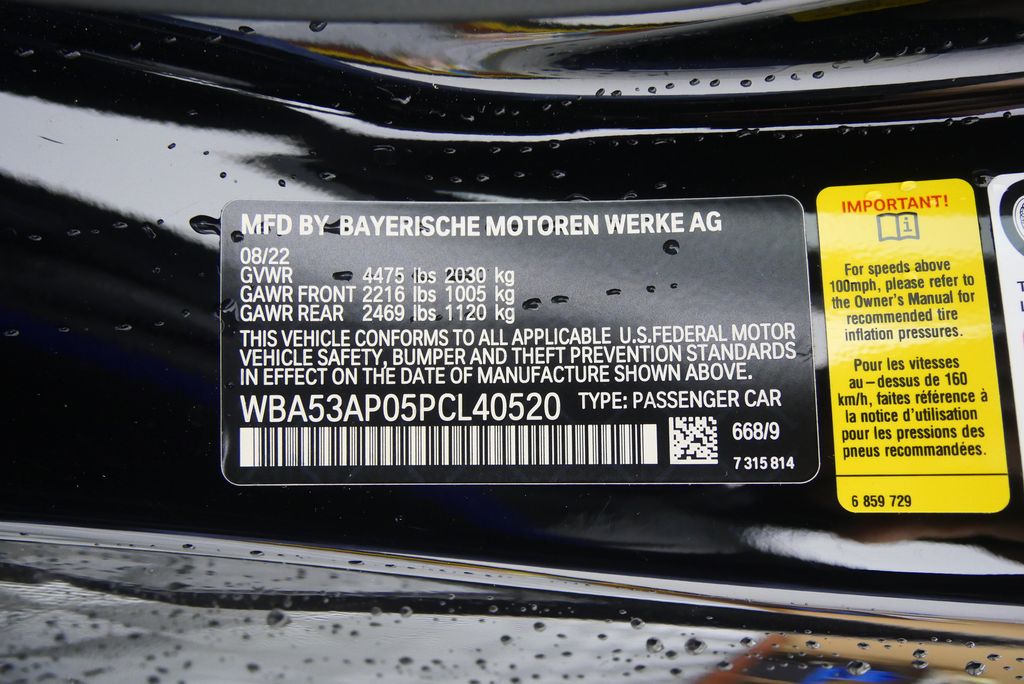 MFD BY BAYERISCHE MOTOREN WERKE AG
08/22
GVWR 4475 lbs 2030 kg
GAWR FRONT 2216 lbs 1005 kg
GAWR REAR 2469 lbs 1120 kg
THIS VEHICLE CONFORMS TO ALL APPLICABLE U.S.FEDERAL MOTOR
VEHICLE SAFETY, BUMPER AND THEFT PREVENTION STANDARDS
IN EFFECT ON THE DATE OF MANUFACTURE SHOWN ABOVE.
WBA53AP05PCL40520 TYPE: PASSENGER CAR
668/9
7 315 814
IMPORTANT!
For speeds above
100mph, please refer to
the Owner's Manual for
recommended tire
inflation pressures.
Pour les vitesses
au–dessus de 160
km/h, faites référence à
la notice d'utilisation
pour les pressions des
pneus recommandées.
6 859 729